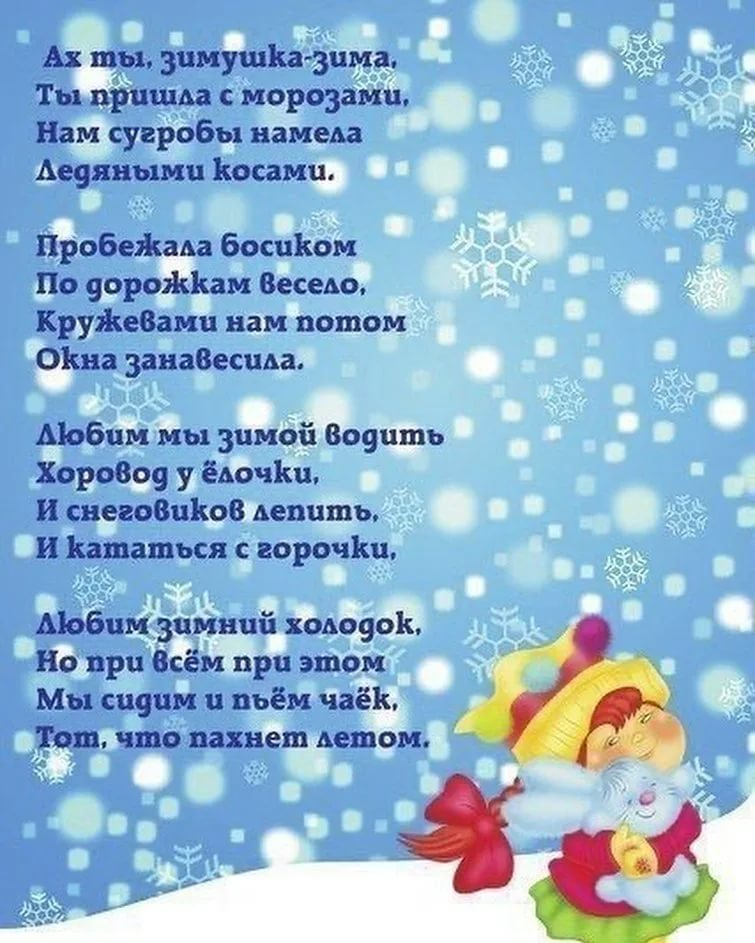 Ах ты, зимушка-зима,
Ты пришла с морозами,
Нам сугробы намела
Ледяными косами.
Пробежала босиком
По дорожкам весело,
Кружевами нам потом
Окна занавесила.
Любим мы зимой водить
Хоровод у ёлочки,
И снеговиков лепить,
И кататься с горочки,
Любим зимний холодок,
Но при всём при этом
Мы сидим и пьём чаёк,
Тот, что пахнет летом.